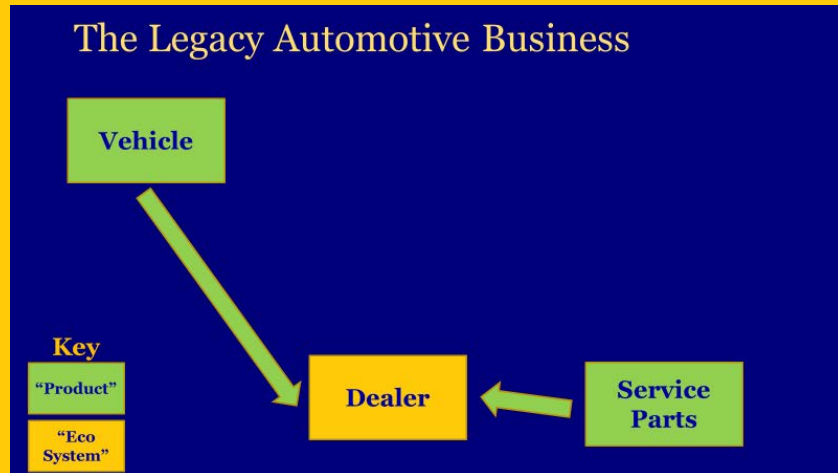 The Legacy Automotive Business
Vehicle
Key
“Product”
“Eco
System”
Dealer
Service
Parts